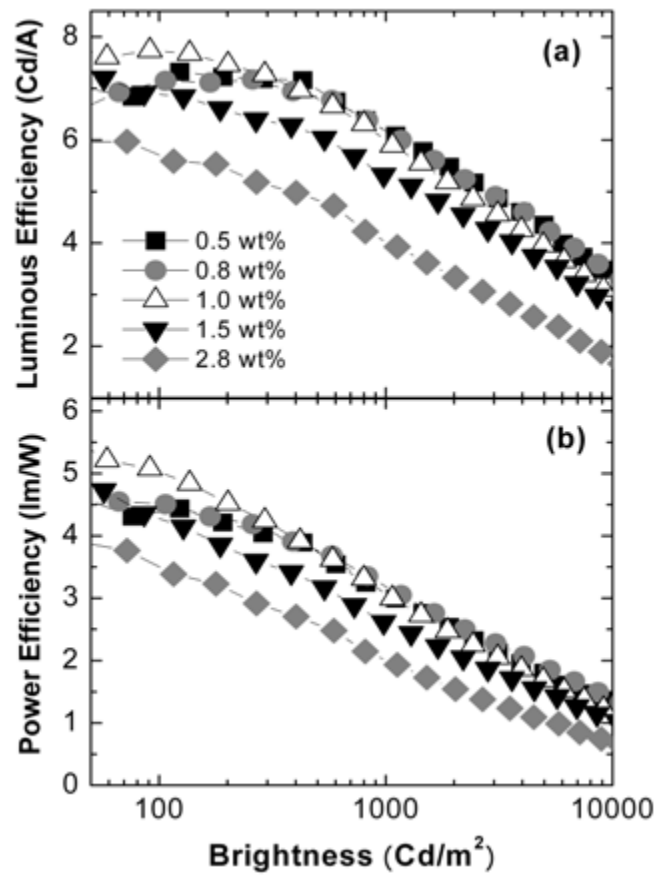 8
(a)
6
4
2
Luminous Efficiency (Cd/A)
0.5 wt%
0.8 wt%
1.0 wt%
1.5 wt%
2.8 wt%
6
(b)
5
4
3
2
1
0
Power Efficiency (lm/W)
100 1000 10000
Brightness (Cd/m²)